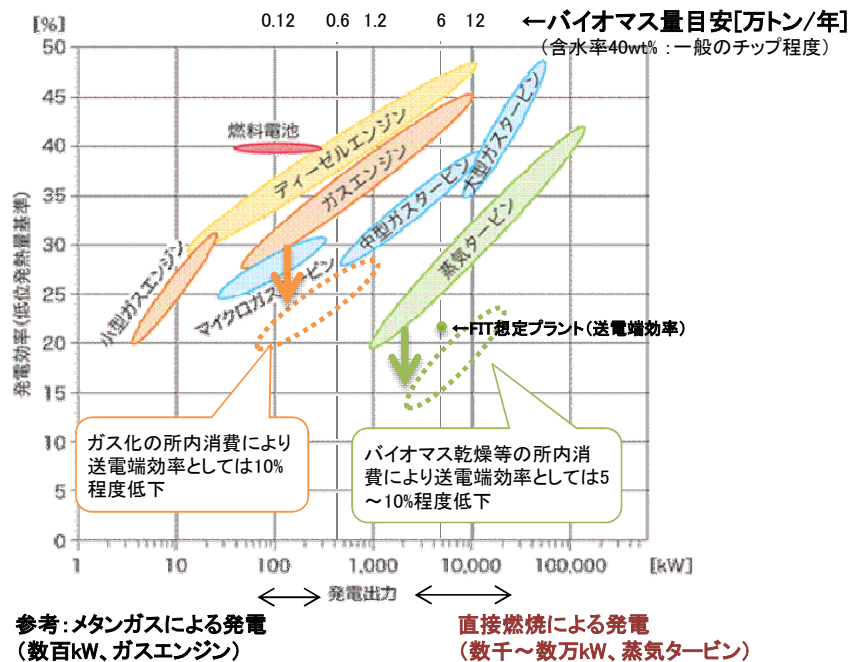 0.12 0.6 1.2 6 12 ←バイオマス量目安[万トン/年]
（含水率40wt%：一般のチップ程度）
[%]
50
45
40
35
30
25
20
15
10
5
0
発電効率(低位発熱量基準)
燃料電池
ディーゼルエンジン
ガスエンジン
小型ガスエンジン
マイクロガスタービン
中型ガスタービン
大型ガスタービン
蒸気タービン
←FIT想定プラント（送電端効率）
ガス化の所内消費により
送電端効率としては10%
程度低下
バイオマス乾燥等の所内消
費により送電端効率としては5
～10%程度低下
1 10 100 1,000 10,000 100,000 [kW]
発電出力
参考：メタンガスによる発電
（数百kW、ガスエンジン）
直接燃焼による発電
（数千～数万kW、蒸気タービン）